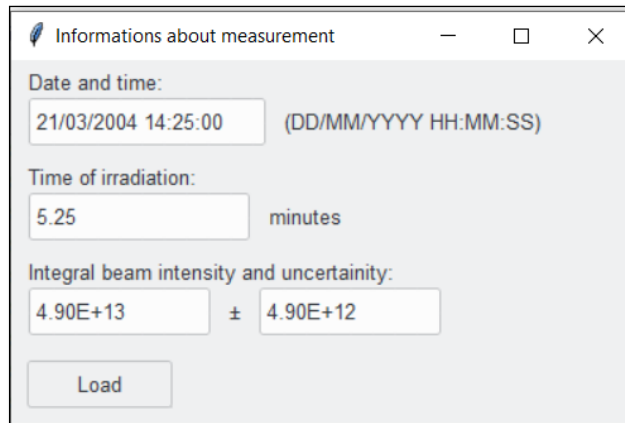 Informations about measurement
Date and time:
21/03/2004 14:25:00 (DD/MM/YYYY HH:MM:SS)
Time of irradiation:
5.25 minutes
Integral beam intensity and uncertainity:
4.90E+13 ± 4.90E+12
Load